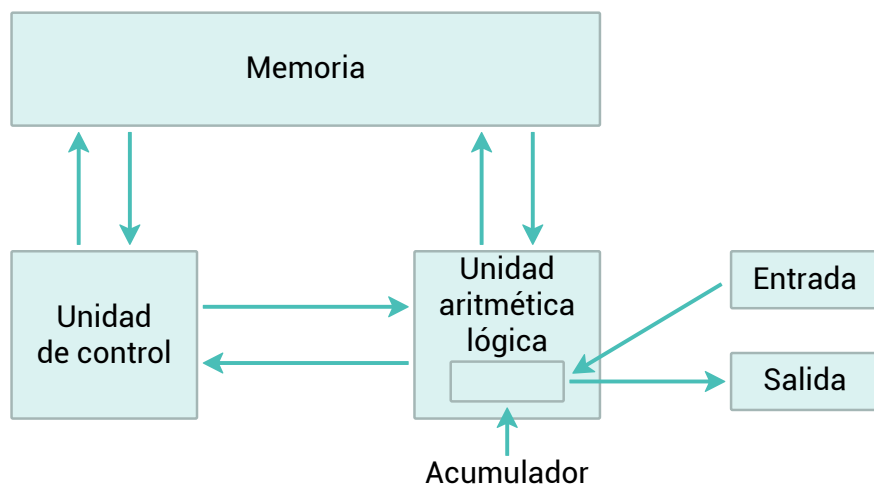 Memoria
Unidad
de control
Unidad
aritmética
lógica
Entrada
Salida
Acumulador